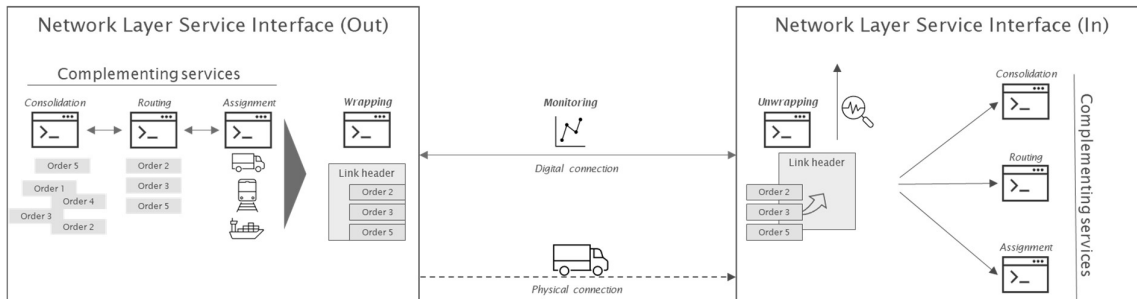 Network Layer Service Interface (Out)
Complementing services
Consolidation
Routing
Assignment
Wrapping
>_
>_
>_
>_
Order 5
Order 1
Order 4
Order 3
Order 2
Order 2
Order 3
Order 5
Link header
Order 2
Order 3
Order 5
Monitoring
Digital connection
Physical connection
Network Layer Service Interface (In)
Unwrapping
>_
Link header
Order 2
Order 3
Order 5
Consolidation
>_
Routing
>_
Assignment
>_
Complementing services